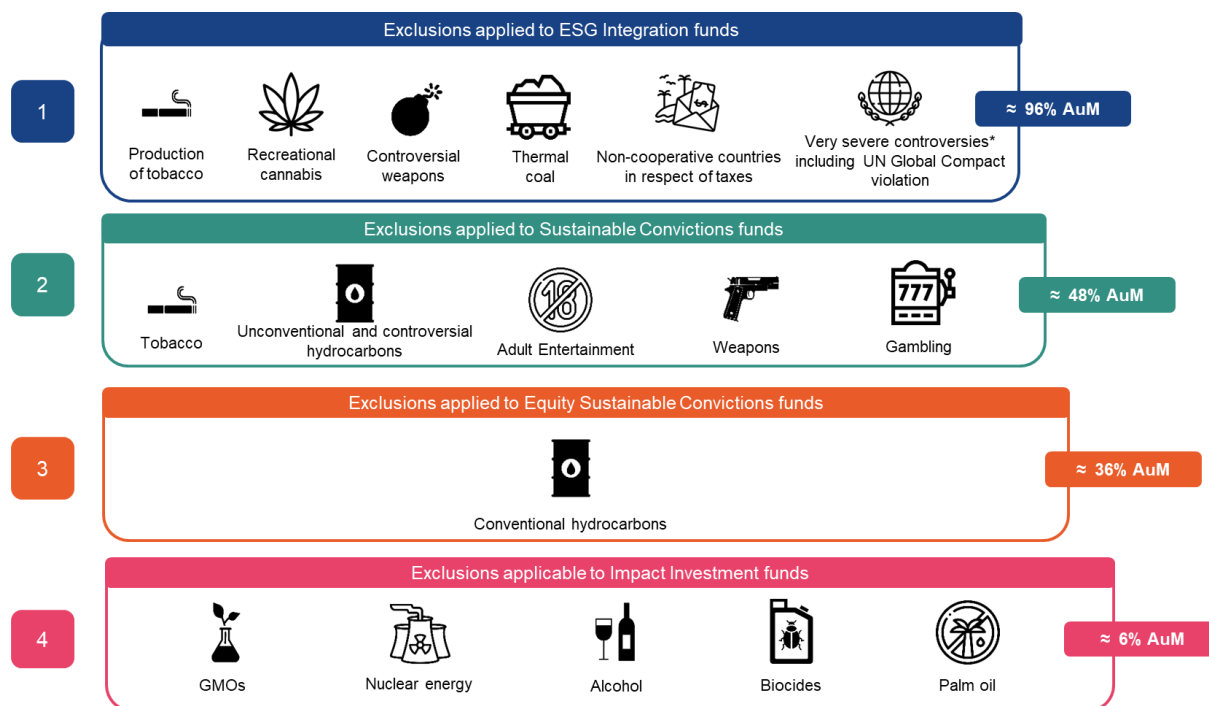 Exclusions applied to ESG Integration funds
1
Production
of tobacco
Recreational
cannabis
Controversial
weapons
Thermal
coal
Non-cooperative countries
in respect of taxes
Very severe controversies*
including UN Global Compact
violation
≈ 96% AuM
Exclusions applied to Sustainable Convictions funds
2
Tobacco
Unconventional and controversial
hydrocarbons
18
Adult Entertainment
Weapons
777
Gambling
≈ 48% AuM
Exclusions applied to Equity Sustainable Convictions funds
3
Conventional hydrocarbons
≈ 36% AuM
Exclusions applicable to Impact Investment funds
4
GMOs
Nuclear energy
Alcohol
Biocides
Palm oil
≈ 6% AuM